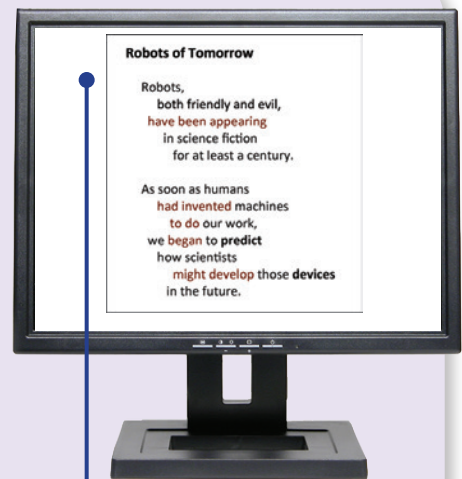 Robots of Tomorrow
Robots,
both friendly and evil,
have been appearing
in science fiction
for at least a century.
As soon as humans
had invented machines
to do our work,
we began to predict
how scientists
might develop those devices
in the future.